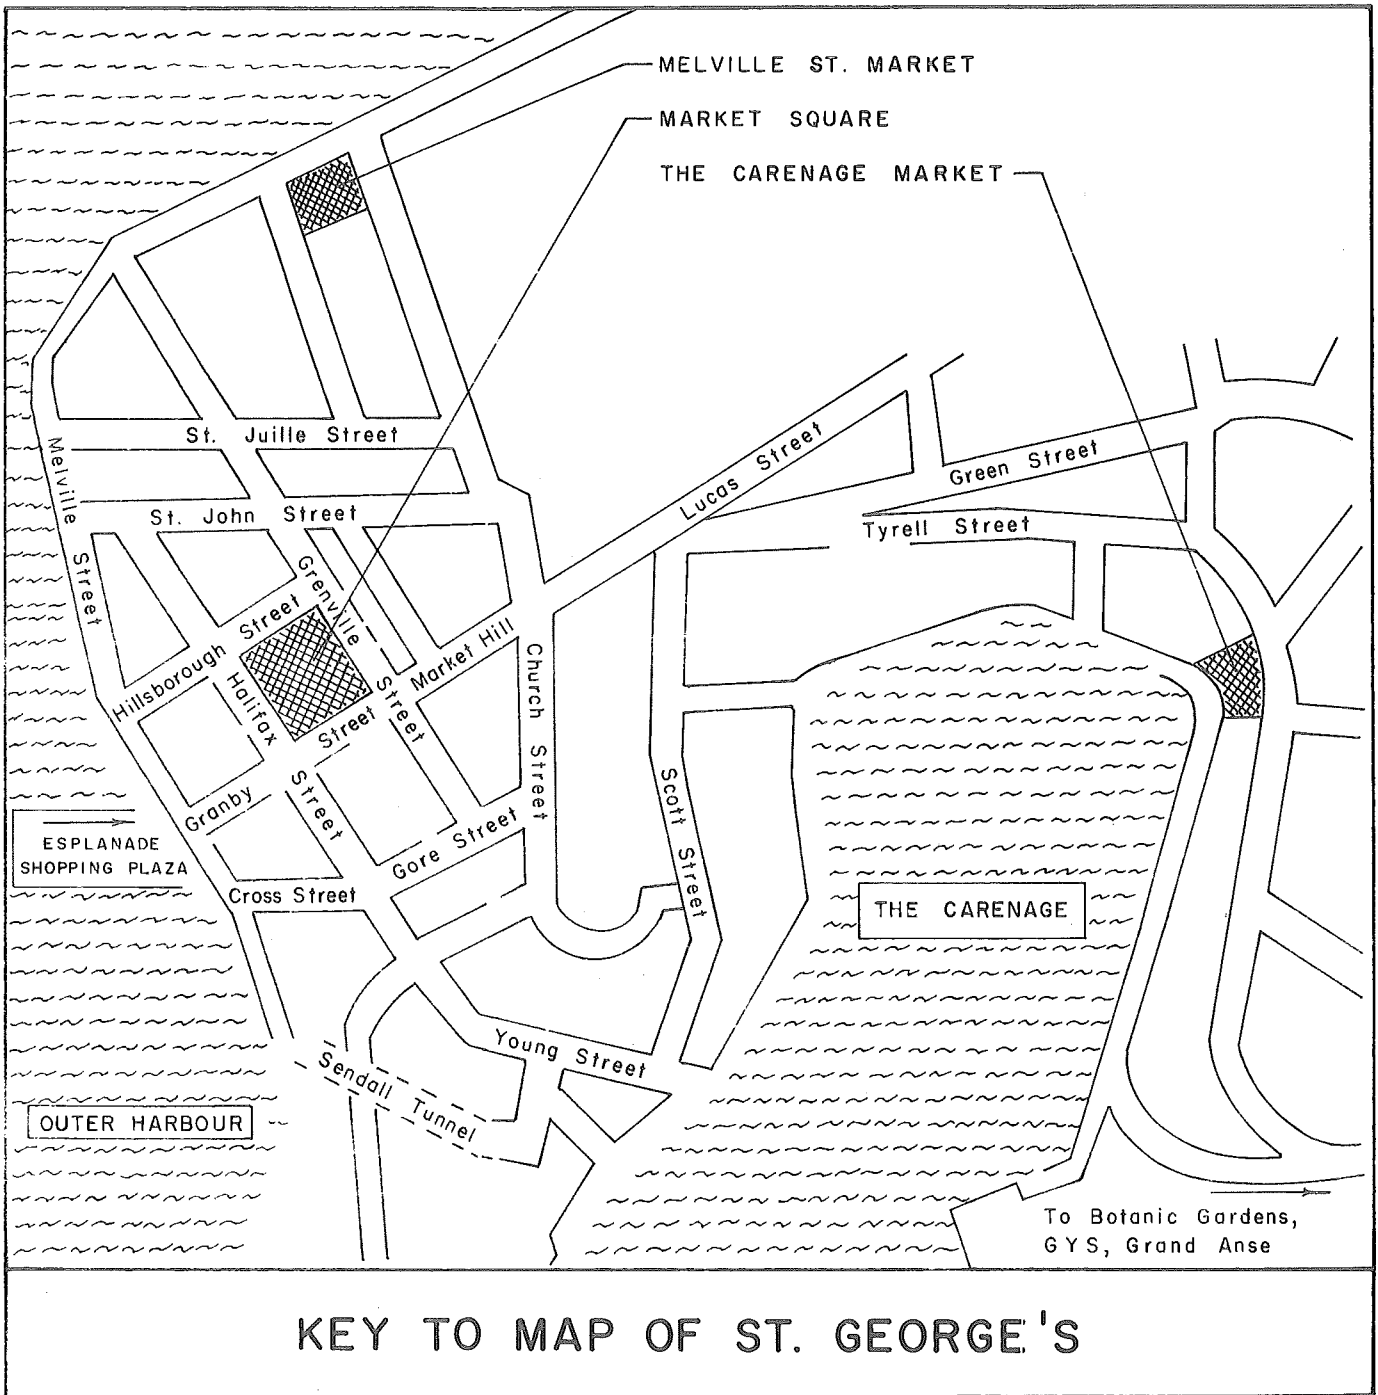 MELVILLE ST. MARKET
MARKET SQUARE
THE CARENAGE MARKET
St. Juille Street
Melville Street
St. John Street
Lucas Street
Green Street
Tyrell Street
Grenville Street
Hillsborough Street
Halifax Street
Market Hill
Church Street
Granby Street
Scott Street
Gore Street
ESPLANADE
SHOPPING PLAZA
Cross Street
THE CARENAGE
Young Street
Sendall Tunnel
OUTER HARBOUR
To Botanic Gardens,
GYS, Grand Anse
KEY TO MAP OF ST. GEORGE'S